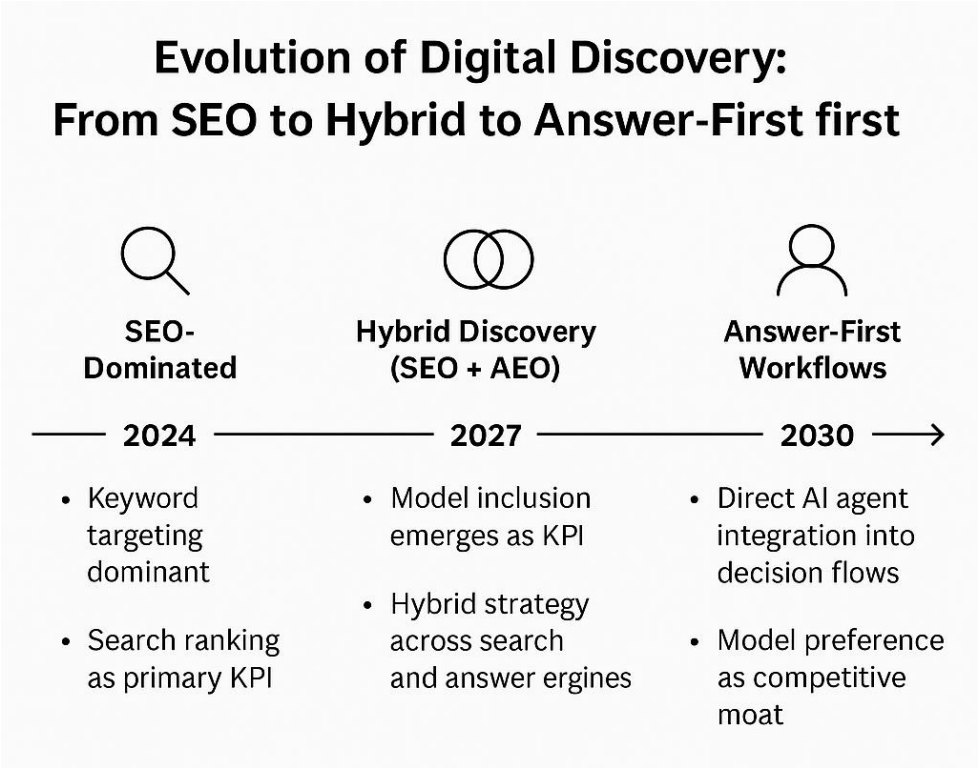 Evolution of Digital Discovery:
From SEO to Hybrid to Answer-First first
SEO-
Dominated
Hybrid Discovery
(SEO + AEO)
Answer-First
Workflows
2024
2027
2030
• Keyword
targeting
dominant
• Search ranking
as primary KPI
• Model inclusion
emerges as KPI
• Hybrid strategy
across search
and answer ergines
• Direct AI agent
integration into
decision flows
• Model preference
as competitive
moat